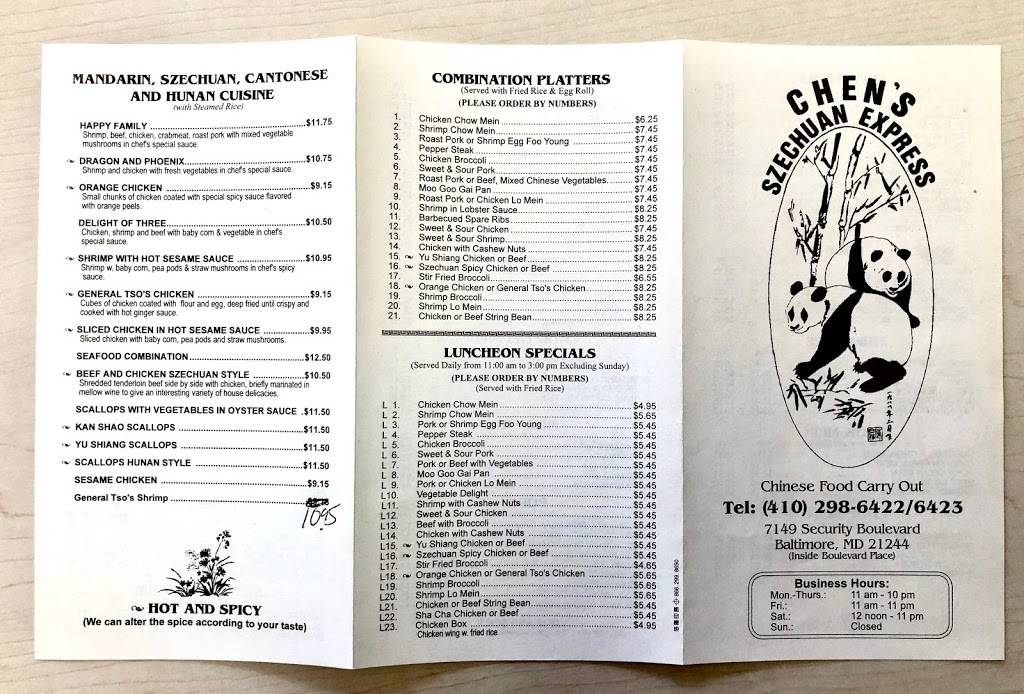 MANDARIN, SZECHUAN, CANTONESE
AND HUNAN CUISINE
(with Steamed Rice)
HAPPY FAMILY $11.75
Shrimp, beef, chicken, crabmeat, roast pork with mixed vegetable
mushrooms in chef's special sauce.
DRAGON AND PHOENIX $10.75
Shrimp and chicken with fresh vegetables in chef's special sauce.
ORANGE CHICKEN $9.15
Small chunks of chicken coated with special spicy sauce flavored
with orange peels.
DELIGHT OF THREE $10.50
Chicken, shrimp and beef with baby corn & vegetable in chef's
special sauce.
SHRIMP WITH HOT SESAME SAUCE $10.95
Shrimp w. baby corn, pea pods & straw mushrooms in chef's spicy
sauce.
GENERAL TSO'S CHICKEN $9.15
Cubes of chicken coated with flour and egg, deep fried until crispy and
cooked with hot ginger sauce.
SLICED CHICKEN IN HOT SESAME SAUCE $9.95
Sliced chicken with baby corn, pea pods and straw mushrooms.
SEAFOOD COMBINATION $12.50
BEEF AND CHICKEN SZECHUAN STYLE $10.50
Shredded tenderloin beef side by side with chicken, briefly marinated in
mellow wine to give an interesting variety of house delicacies.
SCALLOPS WITH VEGETABLES IN OYSTER SAUCE $11.50
KAN SHAO SCALLOPS $11.50
YU SHIANG SCALLOPS $11.50
SCALLOPS HUNAN STYLE $11.50
SESAME CHICKEN $9.15
General Tso's Shrimp
10.95
HOT AND SPICY
(We can alter the spice according to your taste)
COMBINATION PLATTERS
(Served with Fried Rice & Egg Roll)
(PLEASE ORDER BY NUMBERS)
1. Chicken Chow Mein $6.25
2. Shrimp Chow Mein $7.45
3. Roast Pork or Shrimp Egg Foo Young $7.45
4. Pepper Steak $7.45
5. Chicken Broccoli $7.45
6. Sweet & Sour Pork $7.45
7. Roast Pork or Beef, Mixed Chinese Vegetables. $7.45
8. Moo Goo Gai Pan $7.45
9. Roast Pork or Chicken Lo Mein $7.45
10. Shrimp in Lobster Sauce $8.25
11. Barbecued Spare Ribs $8.25
12. Sweet & Sour Chicken $7.45
13. Sweet & Sour Shrimp $8.25
14. Chicken with Cashew Nuts $7.45
15. Yu Shiang Chicken or Beef $8.25
16. Szechuan Spicy Chicken or Beef $8.25
17. Stir Fried Broccoli $6.55
18. Orange Chicken or General Tso's Chicken $8.25
19. Shrimp Broccoli $8.25
20. Shrimp Lo Mein $8.25
21. Chicken or Beef String Bean $8.25
LUNCHEON SPECIALS
(Served Daily from 11:00 am to 3:00 pm Excluding Sunday)
(PLEASE ORDER BY NUMBERS)
(Served with Fried Rice)
L 1. Chicken Chow Mein $4.95
L 2. Shrimp Chow Mein $5.65
L 3. Pork or Shrimp Egg Foo Young $5.45
L 4. Pepper Steak $5.45
L 5. Chicken Broccoli $5.45
L 6. Sweet & Sour Pork $5.45
L 7. Pork or Beef with Vegetables $5.45
L 8. Moo Goo Gai Pan $5.45
L 9. Pork or Chicken Lo Mein $5.45
L10. Vegetable Delight $5.45
L11. Shrimp with Cashew Nuts $5.45
L12. Sweet & Sour Chicken $5.45
L13. Beef with Broccoli $5.45
L14. Chicken with Cashew Nuts $5.45
L15. Yu Shiang Chicken or Beef $5.45
L16. Szechuan Spicy Chicken or Beef $5.45
L17. Stir Fried Broccoli $4.65
L18. Orange Chicken or General Tso's Chicken $5.65
L19. Shrimp Broccoli $5.65
L20. Shrimp Lo Mein $5.65
L21. Chicken or Beef String Bean $5.45
L22. Sha Cha Chicken or Beef $5.45
L23. Chicken Box $4.95
Chicken wing w. fried rice
CHEN'S
SZECHUAN EXPRESS
Chinese Food Carry Out
Tel: (410) 298-6422/6423
7149 Security Boulevard
Baltimore, MD 21244
(Inside Boulevard Place)
Business Hours:
Mon.-Thurs.: 11 am - 10 pm
Fri.: 11 am - 11 pm
Sat.: 12 noon - 11 pm
Sun.: Closed